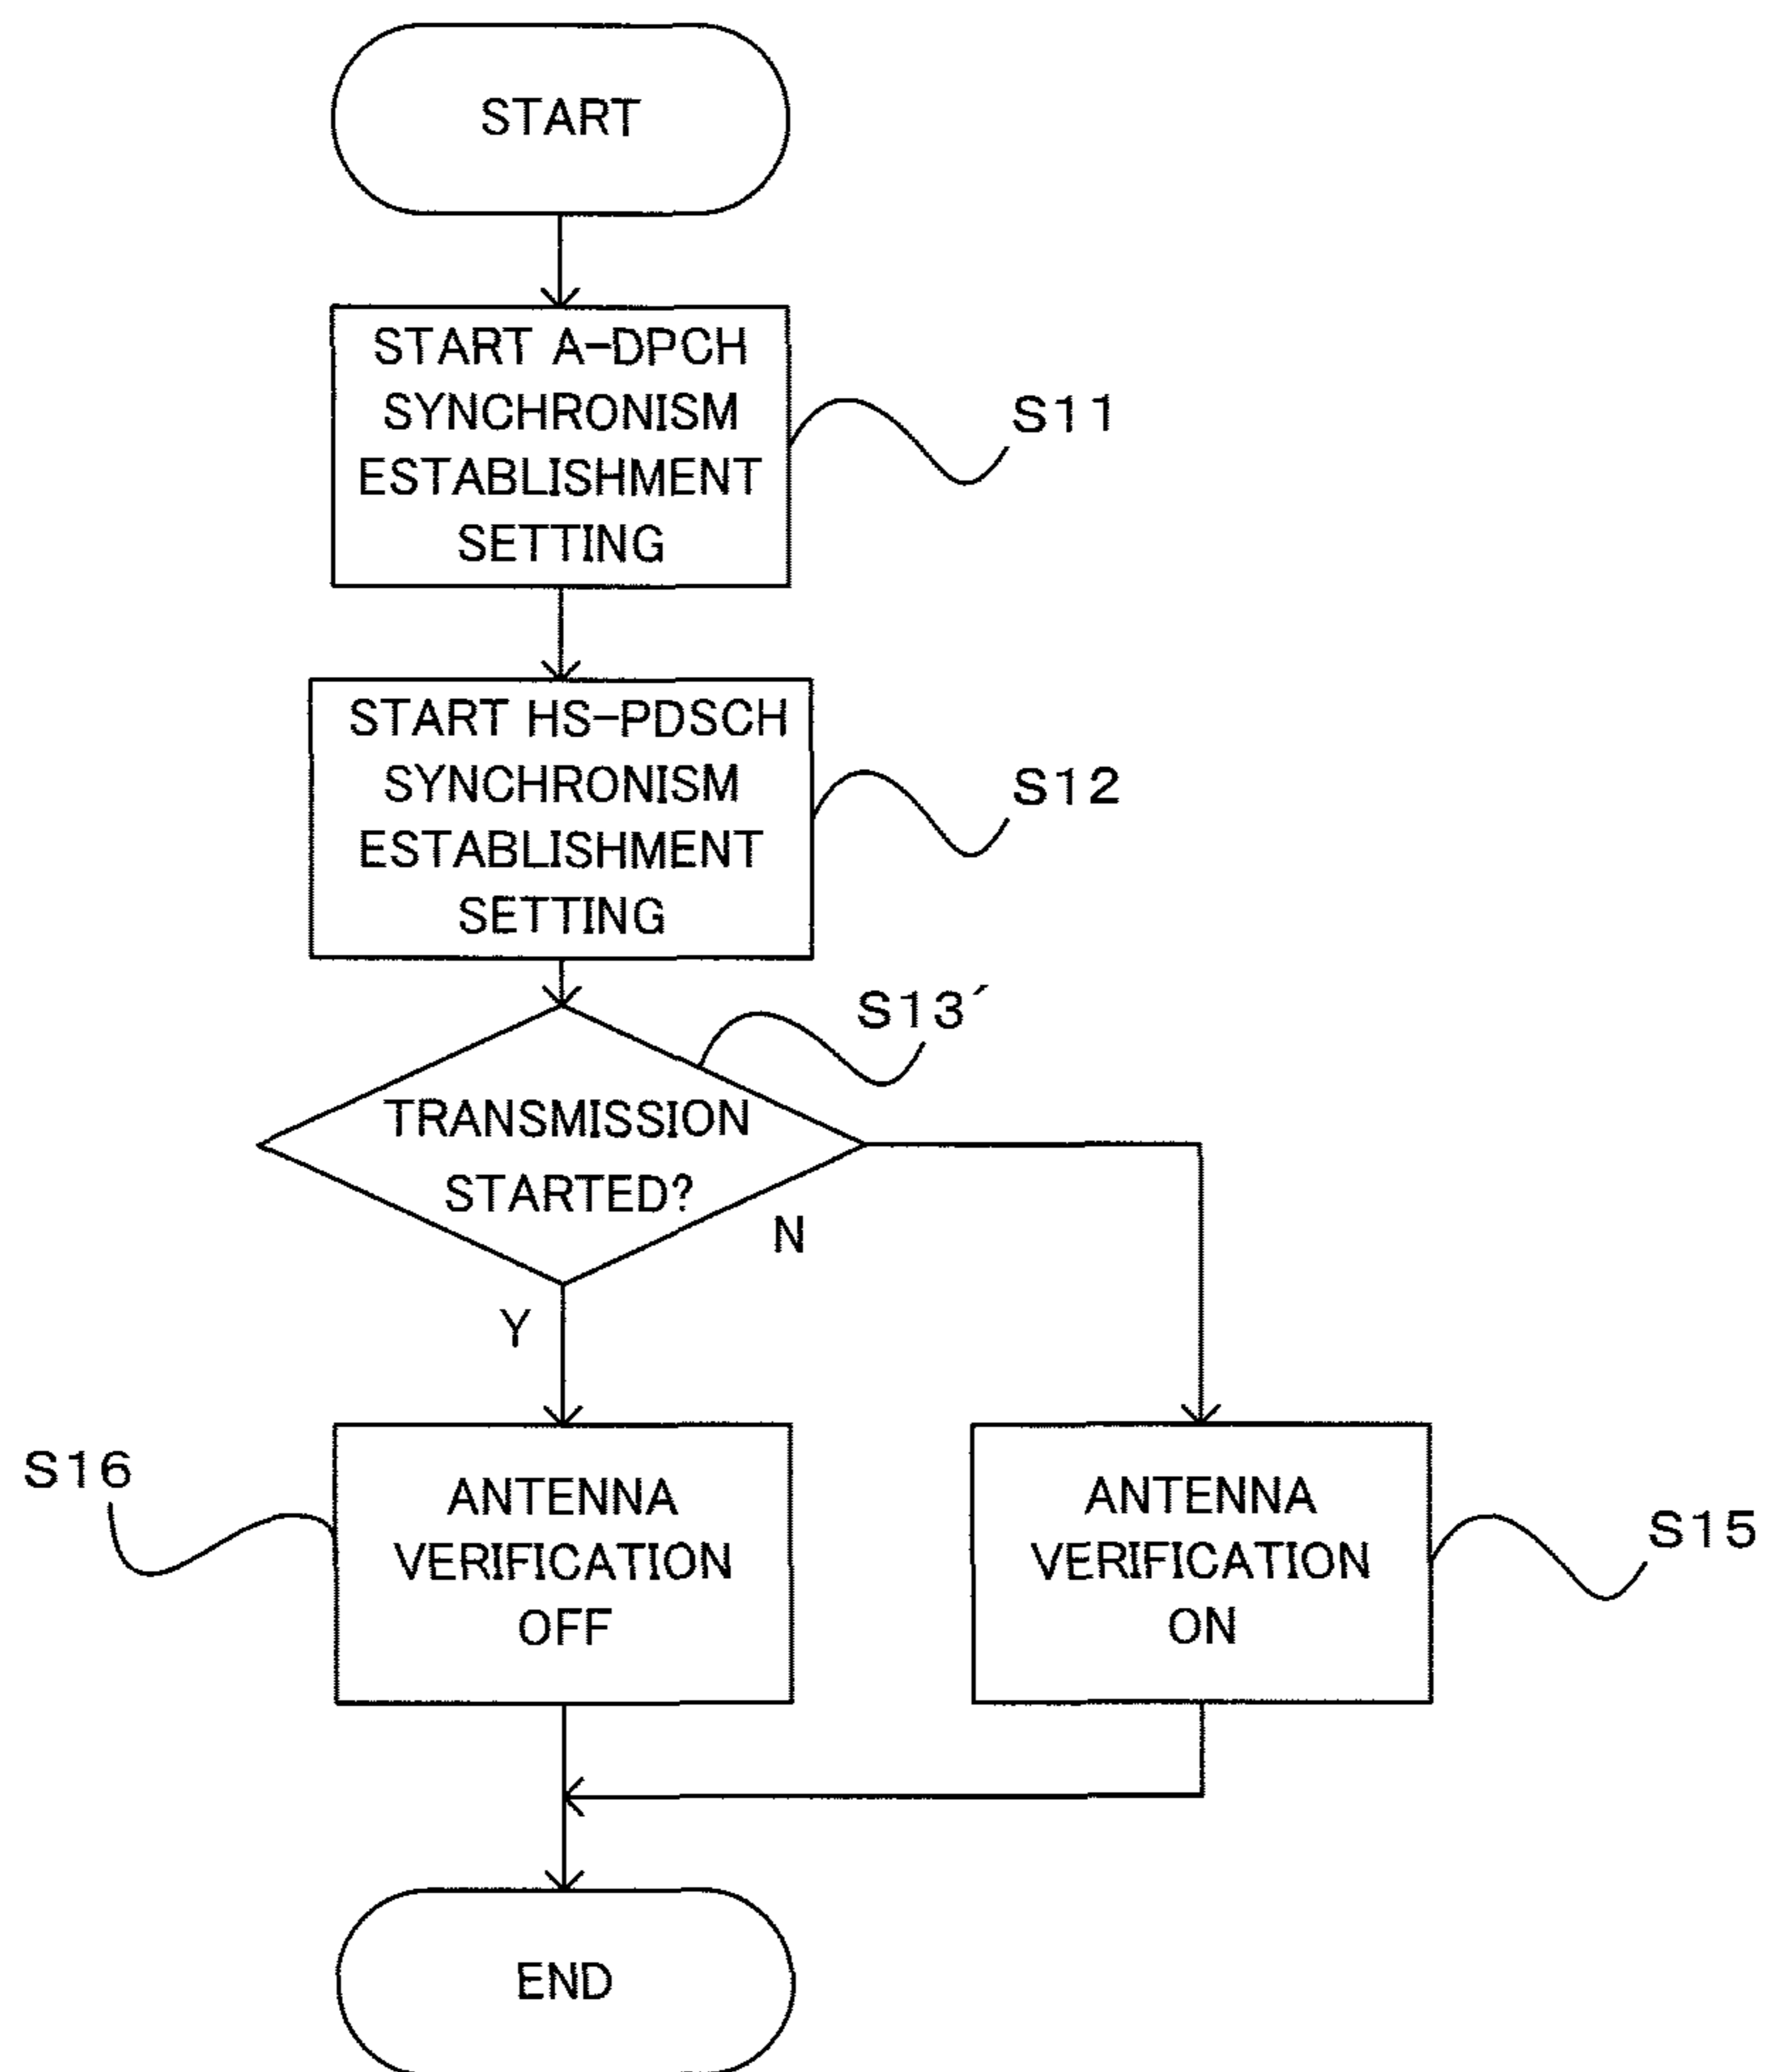 START
START A-DPCH
SYNCHRONISM
ESTABLISHMENT
SETTING
S11
START HS-PDSCH
SYNCHRONISM
ESTABLISHMENT
SETTING
S12
S13´
TRANSMISSION
STARTED?
N
Y
S16
ANTENNA
VERIFICATION
OFF
ANTENNA
VERIFICATION
ON
S15
END